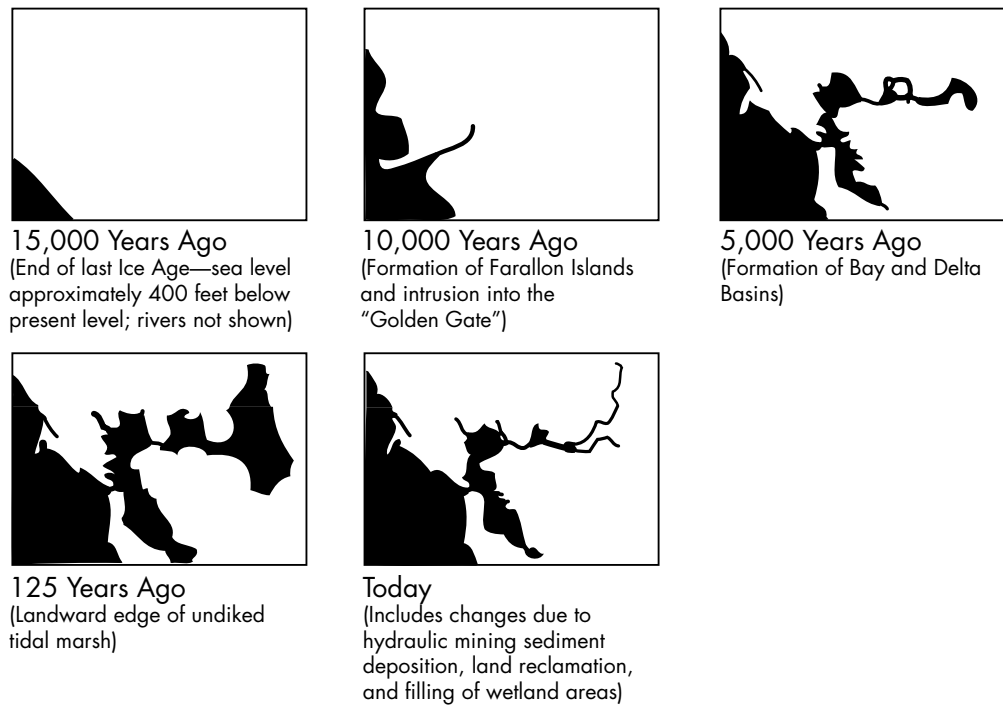 15,000 Years Ago
(End of last Ice Age—sea level
approximately 400 feet below
present level; rivers not shown)
10,000 Years Ago
(Formation of Farallon Islands
and intrusion into the
“Golden Gate”)
5,000 Years Ago
(Formation of Bay and Delta
Basins)
125 Years Ago
(Landward edge of undiked
tidal marsh)
Today
(Includes changes due to
hydraulic mining sediment
deposition, land reclamation,
and filling of wetland areas)